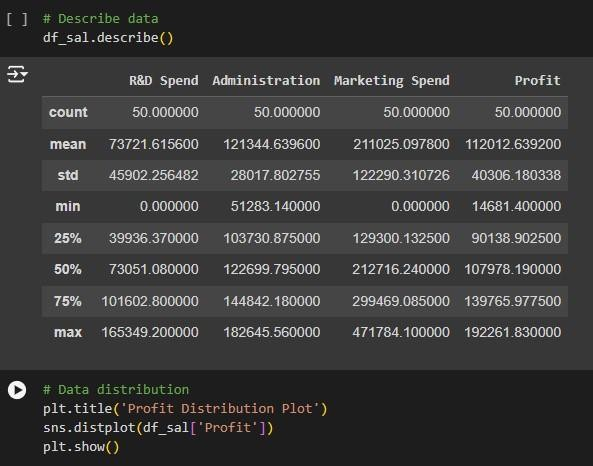 [ ] # Describe data
df_sal.describe()
R&D Spend Administration Marketing Spend Profit
count 50.000000 50.000000 50.000000 50.000000
mean 73721.615600 121344.639600 211025.097800 112012.639200
std 45902.256482 28017.802755 122290.310726 40306.180338
min 0.000000 51283.140000 0.000000 14681.400000
25% 39936.370000 103730.875000 129300.132500 90138.902500
50% 73051.080000 122699.795000 212716.240000 107978.190000
75% 101602.800000 144842.180000 299469.085000 139765.977500
max 165349.200000 182645.560000 471784.100000 192261.830000
# Data distribution
plt.title('Profit Distribution Plot')
sns.distplot(df_sal['Profit'])
plt.show()